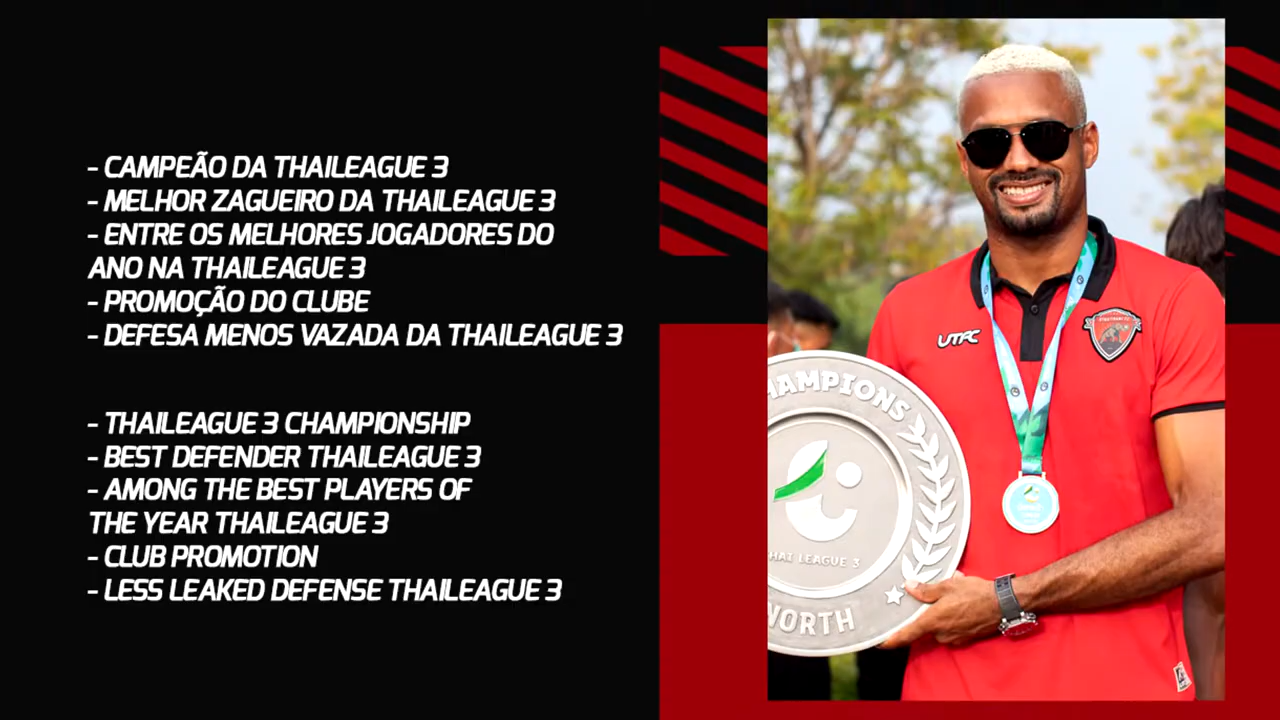 - CAMPEÃO DA THAILEAGUE 3
- MELHOR ZAGUEIRO DA THAILEAGUE 3
- ENTRE OS MELHORES JOGADORES DO
ANO NA THAILEAGUE 3
- PROMOÇÃO DO CLUBE
- DEFESA MENOS VAZADA DA THAILEAGUE 3
- THAILEAGUE 3 CHAMPIONSHIP
- BEST DEFENDER THAILEAGUE 3
- AMONG THE BEST PLAYERS OF
THE YEAR THAILEAGUE 3
- CLUB PROMOTION
- LESS LEAKED DEFENSE THAILEAGUE 3
UTFC
HAMPIONS
HAI LEAGUE 3
NORTH